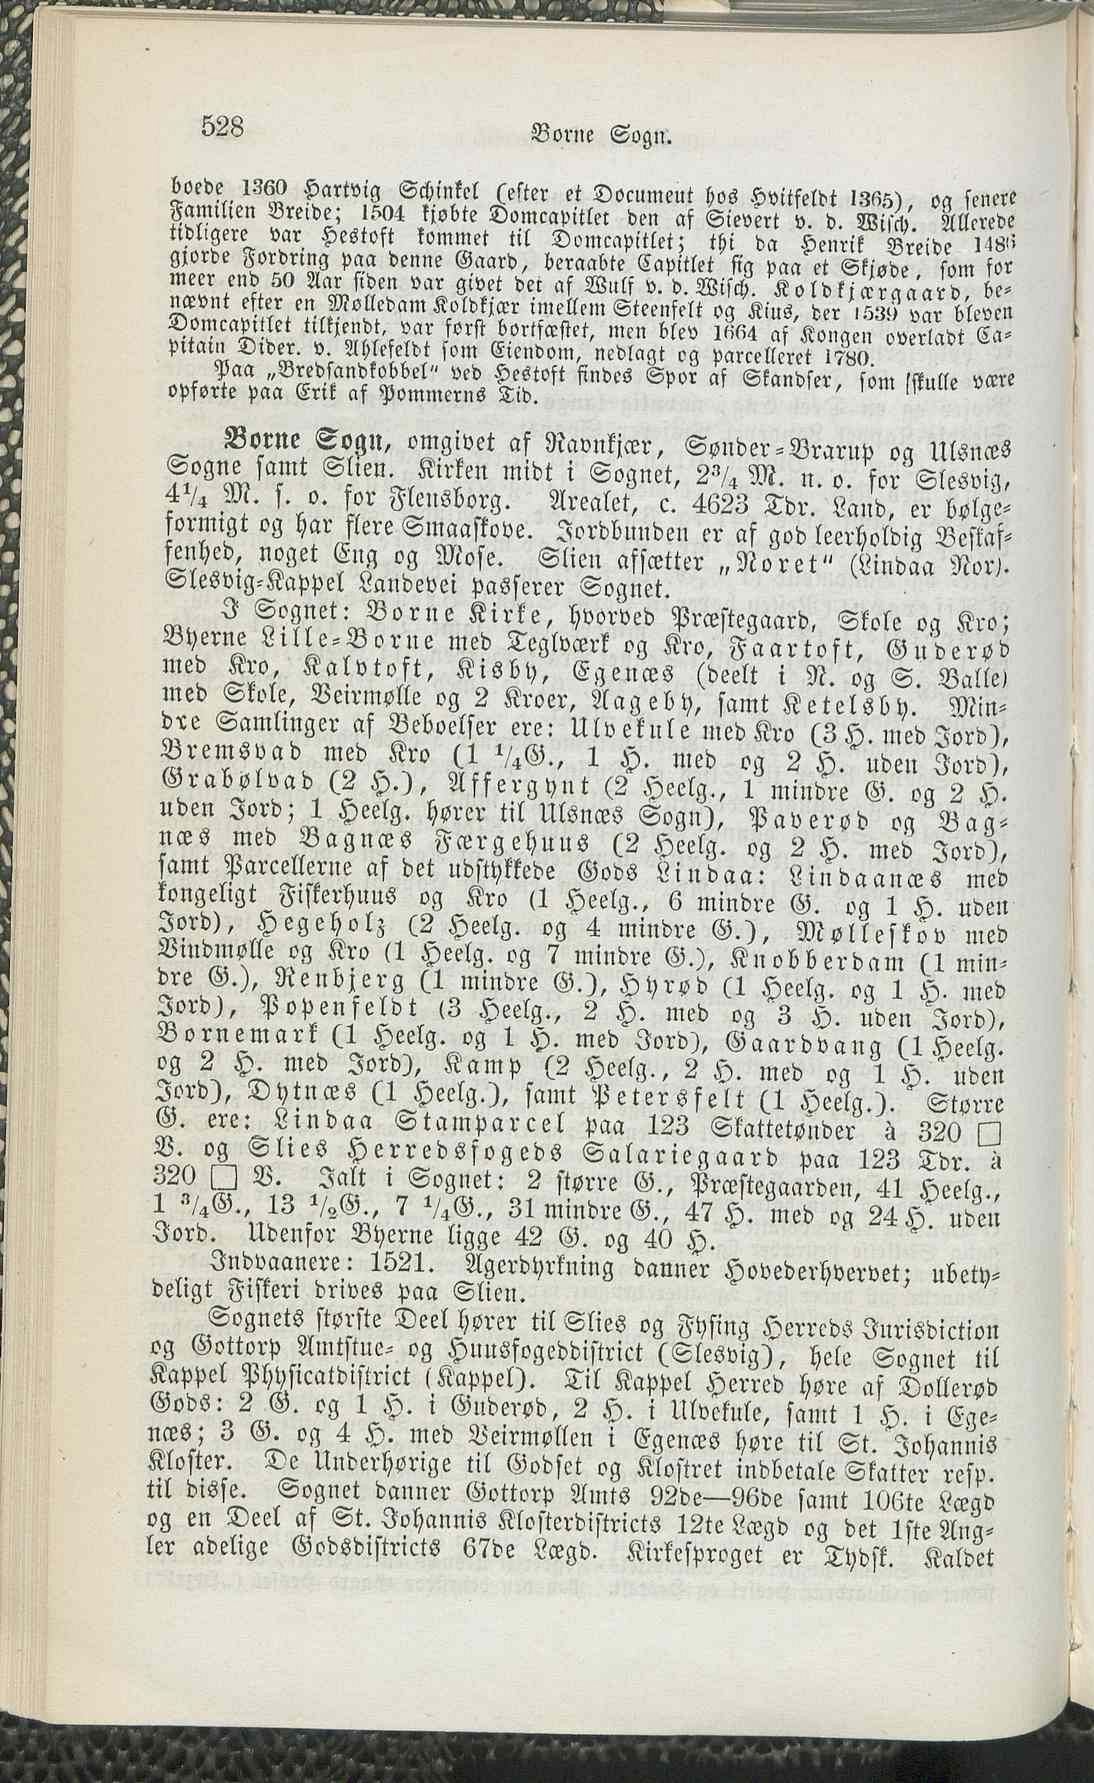 528
Borne Sogn.
boede 1360 Hartvig Schinkel (efter et Document hos Hvitfeldt 1365), og senere
Familien Breide; 1504 kjøbte Domcapitlet den af Sievert v. d. Wisch. Allerede
tidligere var Hestoft kommet til Domcapitlet; thi da Henrik Breide 1486
gjorde Fordring paa denne Gaard, beraabte Capitlet sig paa et Skjøde, som for
meer end 50 Aar siden var givet det af Wulf v. d. Wisch. Koldkjærgaard, be-
nævnt efter en Mølledam Koldkjær imellem Steenfelt og Kius, der 1539 var bleven
Domcapitlet tilkjendt, var først bortfæstet, men blev 1664 af Kongen overladt Ca-
pitain Dider. v. Ahlefeldt som Eiendom, nedlagt og parcelleret 1780.
Paa „Bredsandkobbel“ ved Hestoft findes Spor af Skandser, som skulle være
opførte paa Erik af Pommerns Tid.
Borne Sogn, omgivet af Ravnkjær, Sønder-Brarup og Ulsnæs
Sogne samt Slien. Kirken midt i Sognet, 2¾ M. n. o. for Slesvig,
4¼ M. s. o. for Flensborg. Arealet, c. 4623 Tdr. Land, er bølge-
formigt og har flere Smaaskove. Jordbunden er af god leerholdig Beskaf-
fenhed, noget Eng og Mose. Slien afsætter „Noret“ (Lindaa Nor).
Slesvig-Kappel Landevei passerer Sognet.
I Sognet: Borne Kirke, hvorved Præstegaard, Skole og Kro;
Byerne Lille-Borne med Teglværk og Kro, Faartoft, Guderød
med Kro, Kalvtoft, Kisby, Egenæs (deelt i N. og S. Balle)
med Skole, Veirmølle og 2 Kroer, Aageby, samt Ketelsby. Min-
dre Samlinger af Beboelser ere: Ulvekule med Kro (3 H. med Jord),
Bremsvad med Kro (1 ¼G., 1 H. med og 2 H. uden Jord),
Grabølvad (2 H.), Affergynt (2 Heelg., 1 mindre G. og 2 H.
uden Jord; 1 Heelg. hører til Ulsnæs Sogn), Paverød og Bag-
næs med Bagnæs Færgehuus (2 Heelg. og 2 H. med Jord),
samt Parcellerne af det udstykkede Gods Lindaa: Lindaanæs med
kongeligt Fiskerhuus og Kro (1 Heelg., 6 mindre G. og 1 H. uden
Jord), Hegeholz (2 Heelg. og 4 mindre G.), Mølleskov med
Vindmølle og Kro (1 Heelg. og 7 mindre G.), Knobberdam (1 min-
dre G.), Renbjerg (1 mindre G.), Hyrød (1 Heelg. og 1 H. med
Jord), Popenfeldt (3 Heelg., 2 H. med og 3 H. uden Jord),
Bornemark (1 Heelg. og 1 H. med Jord), Gaardvang (1 Heelg.
og 2 H. med Jord), Kamp (2 Heelg., 2 H. med og 1 H. uden
Jord), Dytnæs (1 Heelg.), samt Petersfelt (1 Heelg.). Større
G. ere: Lindaa Stamparcel paa 123 Skattetønder à 320 □
V. og Slies Herredsfogeds Salariegaard paa 123 Tdr. à
320 □ V. Ialt i Sognet: 2 større G., Præstegaarden, 41 Heelg.,
1 ¾G., 13 ½G., 7 ¼G., 31 mindre G., 47 H. med og 24 H. uden
Jord. Udenfor Byerne ligge 42 G. og 40 H.
Indvaanere: 1521. Agerdyrkning danner Hovederhvervet; ubety-
deligt Fiskeri drives paa Slien.
Sognets største Deel hører til Slies og Fysing Herreds Jurisdiction
og Gottorp Amtstue- og Huusfogeddistrict (Slesvig), hele Sognet til
Kappel Physicatdistrict (Kappel). Til Kappel Herred høre af Dollerød
Gods: 2 G. og 1 H. i Guderød, 2 H. i Ulvekule, samt 1 H. i Ege-
næs; 3 G. og 4 H. med Veirmøllen i Egenæs høre til St. Johannis
Kloster. De Underhørige til Godset og Klostret indbetale Skatter resp.
til disse. Sognet danner Gottorp Amts 92de—96de samt 106te Lægd
og en Deel af St. Johannis Klosterdistricts 12te Lægd og det 1ste Ang-
ler adelige Godsdistricts 67de Lægd. Kirkesproget er Tydsk. Kaldet